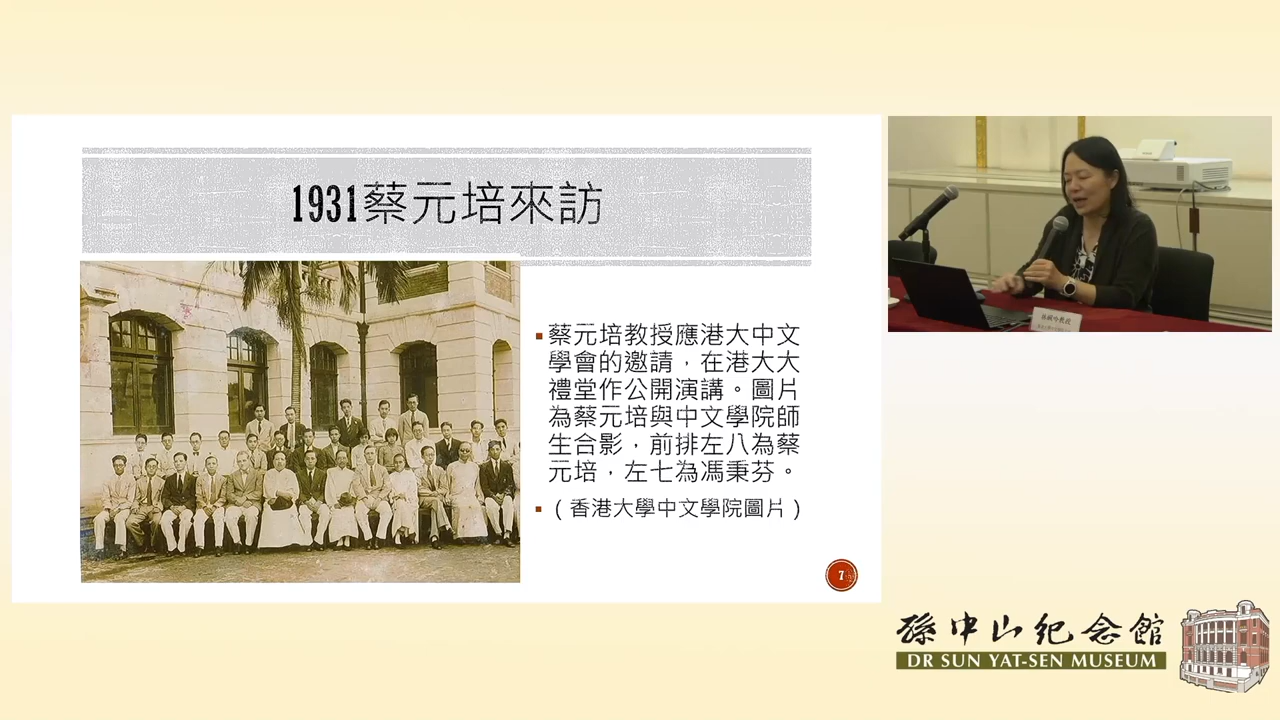 1931蔡元培來訪
蔡元培教授應港大中文
學會的邀請，在港大大
禮堂作公開演講。圖片
為蔡元培與中文學院師
生合影，前排左八為蔡
元培，左七為馮秉芬。
（香港大學中文學院圖片）
7
孫中山紀念館
DR SUN YAT-SEN MUSEUM